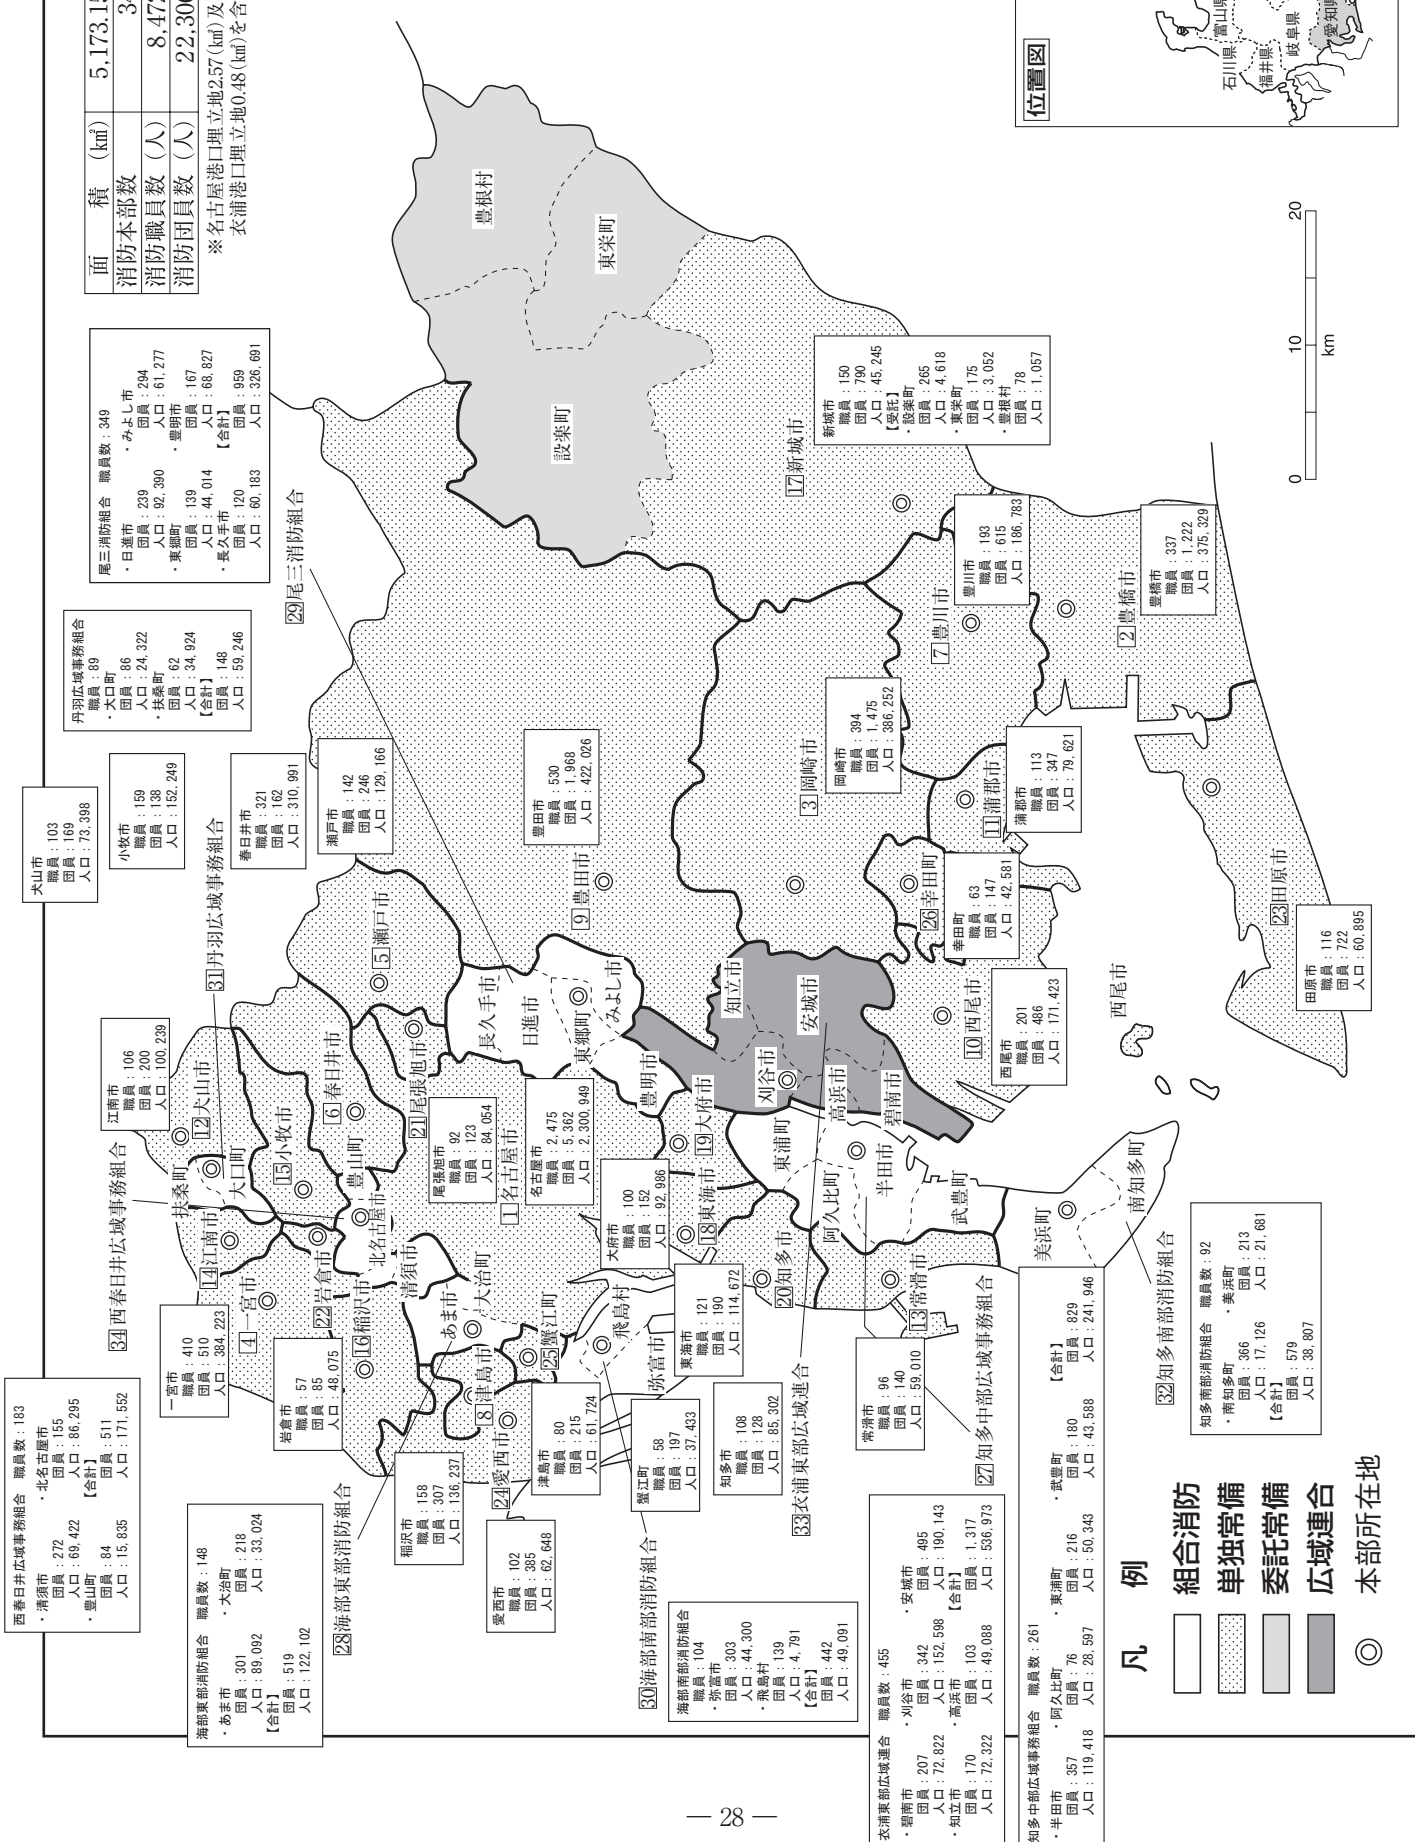 面 積 (㎢) 5,173.15
消防本部数 34
消防職員数 (人) 8,47
消防団員数 (人) 22,30
※名古屋港口埋立地2.57(㎢)及
衣浦港口埋立地0.48(㎢)を含
位置図
石川県
富山県
福井県
岐阜県
愛知県
西春日井広域事務組合 職員数：183
・清須市
団員：272
人口：69,422
・豊山町
団員：84
人口：15,835
・北名古屋市
団員：155
人口：86,295
【合計】
団員：511
人口：171,552
海部東部消防組合 職員数：148
・あま市
団員：301
人口：89,092
・大治町
団員：218
人口：33,024
【合計】
団員：519
人口：122,102
一宮市
職員：410
団員：510
人口：384,223
江南市
職員：106
団員：200
人口：100,239
犬山市
職員：103
団員：169
人口：73,398
小牧市
職員：159
団員：138
人口：152,249
春日井市
職員：321
団員：162
人口：310,991
瀬戸市
職員：142
団員：246
人口：129,166
丹羽広域事務組合
職員：89
・大口町
団員：86
人口：24,322
・扶桑町
団員：62
人口：34,924
【合計】
団員：148
人口：59,246
尾三消防組合 職員数：349
・日進市
団員：239
人口：92,390
・東郷町
団員：139
人口：44,014
・長久手市
団員：120
人口：60,183
・みよし市
団員：294
人口：61,277
・豊明市
団員：167
人口：68,827
【合計】
団員：959
人口：326,691
岩倉市
職員：57
団員：85
人口：48,075
稲沢市
職員：158
団員：307
人口：136,237
愛西市
職員：102
団員：385
人口：62,648
津島市
職員：80
団員：215
人口：61,724
蟹江町
職員：58
団員：197
人口：37,433
海部南部消防組合
職員：104
・弥富市
団員：303
人口：44,300
・飛島村
団員：139
人口：4,791
【合計】
団員：442
人口：49,091
尾張旭市
職員 92
団員 123
人口：84,054
名古屋市
職員：2,475
団員：5,362
人口：2,300,949
大府市
職員：100
団員：152
人口：92,986
東海市
職員：121
団員：190
人口：114,672
知多市
職員：108
団員：128
人口：85,302
常滑市
職員：96
団員：140
人口：59,010
豊田市
職員：530
団員：1,968
人口：422,026
岡崎市
職員：394
団員：1,475
人口：386,252
新城市
職員：150
団員：790
人口：45,245
【受託】
・設楽町
団員：265
人口：4,618
・東栄町
団員：175
人口：3,052
・豊根村
団員：78
人口：1,057
豊川市
職員：193
団員：615
人口：186,783
豊橋市
職員：337
団員：1,222
人口：375,329
蒲郡市
職員：113
団員：347
人口：79,621
幸田町
職員：63
団員：147
人口：42,581
西尾市
職員 201
団員 486
人口：171,423
田原市
職員：116
団員：722
人口：60,895
衣浦東部広域連合 職員数：455
・碧南市
団員：207
人口：72,822
・知立市
団員：170
人口：72,322
・刈谷市
団員：342
人口：152,598
・高浜市
団員：103
人口：49,088
・安城市
団員：495
人口：190,143
【合計】
団員：1,317
人口：536,973
知多中部広域事務組合 職員数：261
・半田市
団員：357
人口：119,418
・阿久比町
団員：76
人口：28,597
・東浦町
団員：216
人口：50,343
・武豊町
団員：180
人口：43,588
【合計】
団員：829
人口：241,946
知多南部消防組合 職員数：92
・南知多町
団員：366
人口：17,126
・美浜町
団員：213
人口：21,681
【合計】
団員：579
人口：38,807
34西春日井広域事務組合
31丹羽広域事務組合
29尾三消防組合
28海部東部消防組合
30海部南部消防組合
33衣浦東部広域連合
27知多中部広域事務組合
32知多南部消防組合
1名古屋市
2豊橋市
3岡崎市
4一宮市
5瀬戸市
6春日井市
7豊川市
8津島市
9豊田市
10西尾市
11蒲郡市
12犬山市
13常滑市
14江南市
15小牧市
16稲沢市
17新城市
18東海市
19大府市
20知多市
21尾張旭市
22岩倉市
23田原市
24愛西市
25蟹江町
26幸田町
扶桑町
大口町
豊山町
北名古屋市
清須市
あま市
大治町
飛島村
弥富市
長久手市
日進市
東郷町
みよし市
豊明市
知立市
安城市
刈谷市
高浜市
碧南市
東浦町
阿久比町
半田市
武豊町
美浜町
南知多町
西尾市
設楽町
東栄町
豊根村
0 10 20
km
凡 例
組合消防
単独常備
委託常備
広域連合
◎ 本部所在地
— 28 —